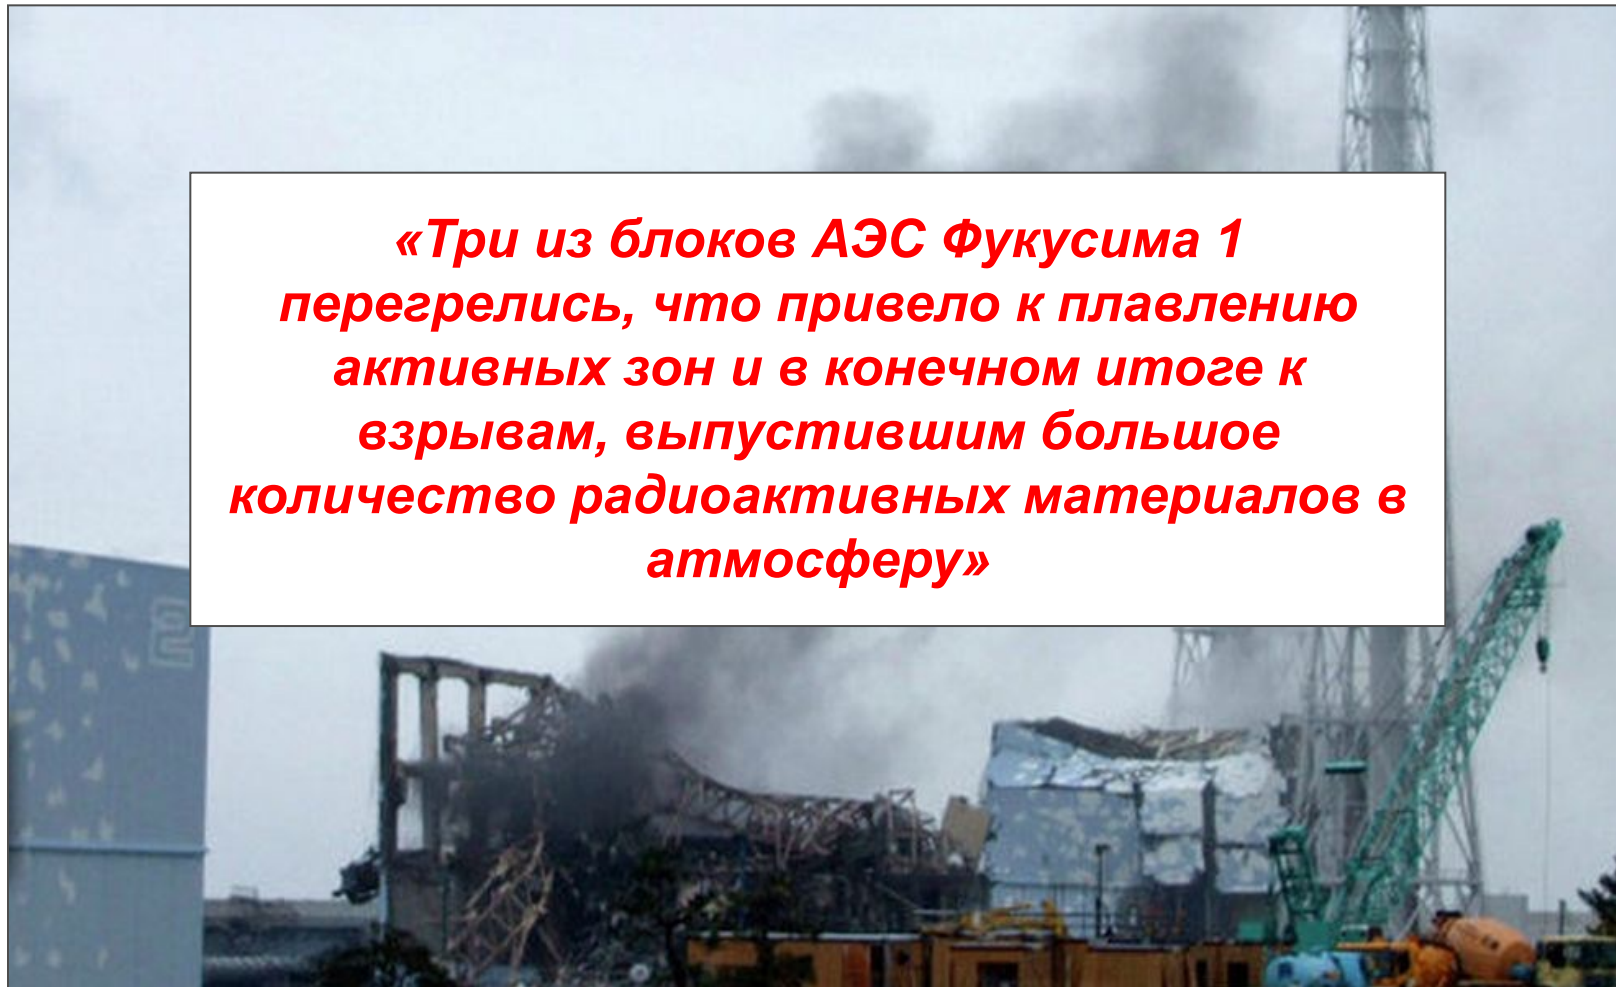 «Три из блоков АЭС Фукусима 1
перегрелись, что привело к плавлению
активных зон и в конечном итоге к
взрывам, выпустившим большое
количество радиоактивных материалов в
атмосферу»
2